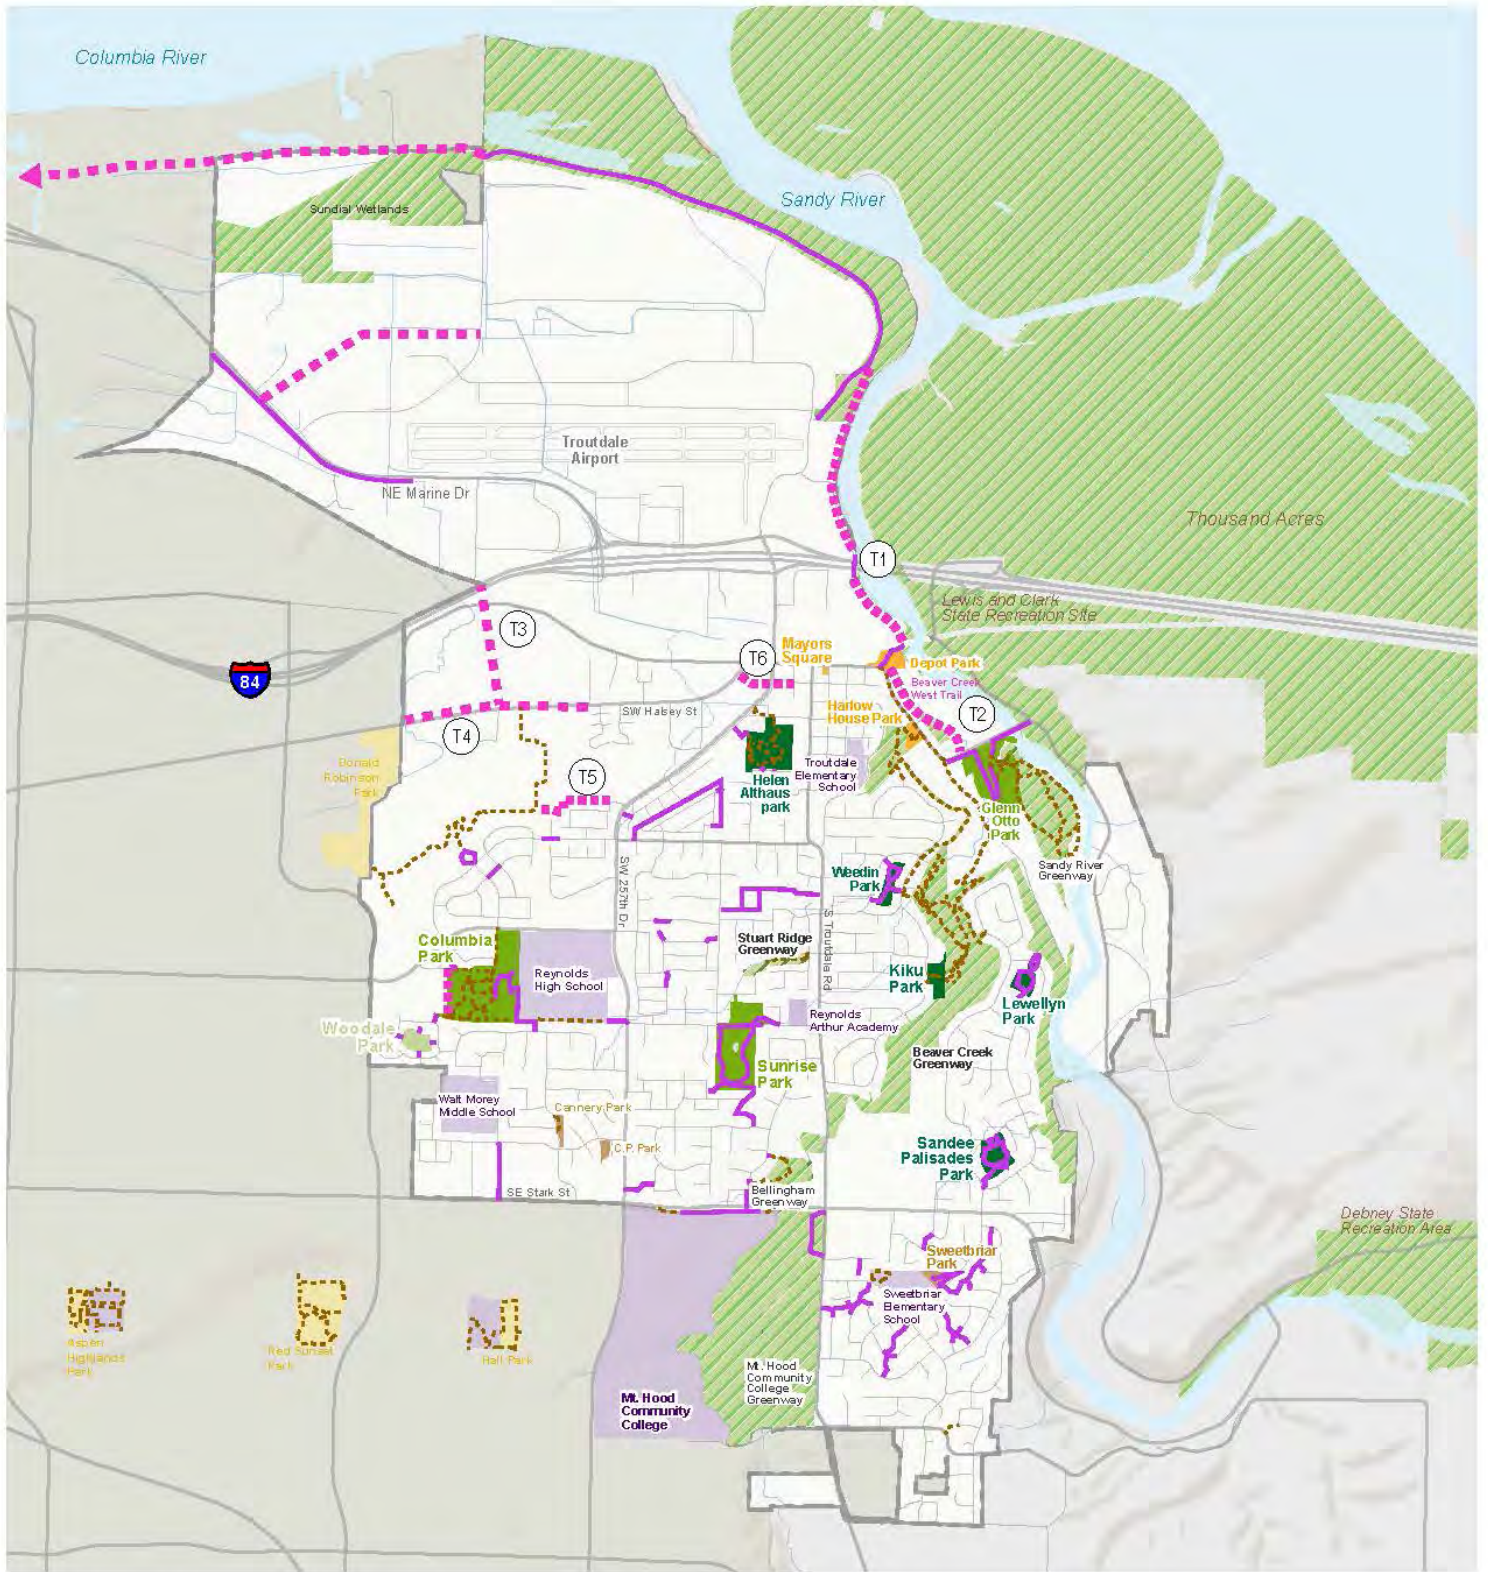 Columbia River
Sandy River
Sundial Wetlands
Troutdale
Airport
NE Marine Dr
Thousand Acres
T1
Lewis and Clark
State Recreation Site
T3
84
T6
Mayors
Square
Depot Park
Beaver Creek
West Trail
SW Halsey St
Harlow
House Park
T2
T4
Donald
Robinson
Park
T5
Troutdale
Elementary
School
Helen
Althaus
park
Glenn
Otto
Park
Sandy River
Greenway
SW 257th Dr
Weedin
Park
S Troutdale Rd
Columbia
Park
Stuart Ridge
Greenway
Reynolds
High School
Kiku
Park
Lewellyn
Park
Reynolds
Arthur Academy
Woodale
Park
Beaver Creek
Greenway
Sunrise
Park
Walt Morey
Middle School
Cannery Park
C.P. Park
Sandee
Palisades
Park
SE Stark St
Bellingham
Greenway
Debney State
Recreation Area
Sweetbriar
Park
Sweetbriar
Elementary
School
Aspen
Highlands
Park
Red Sunset
Park
Hall Park
Mt. Hood
Community
College
Greenway
Mt. Hood
Community
College